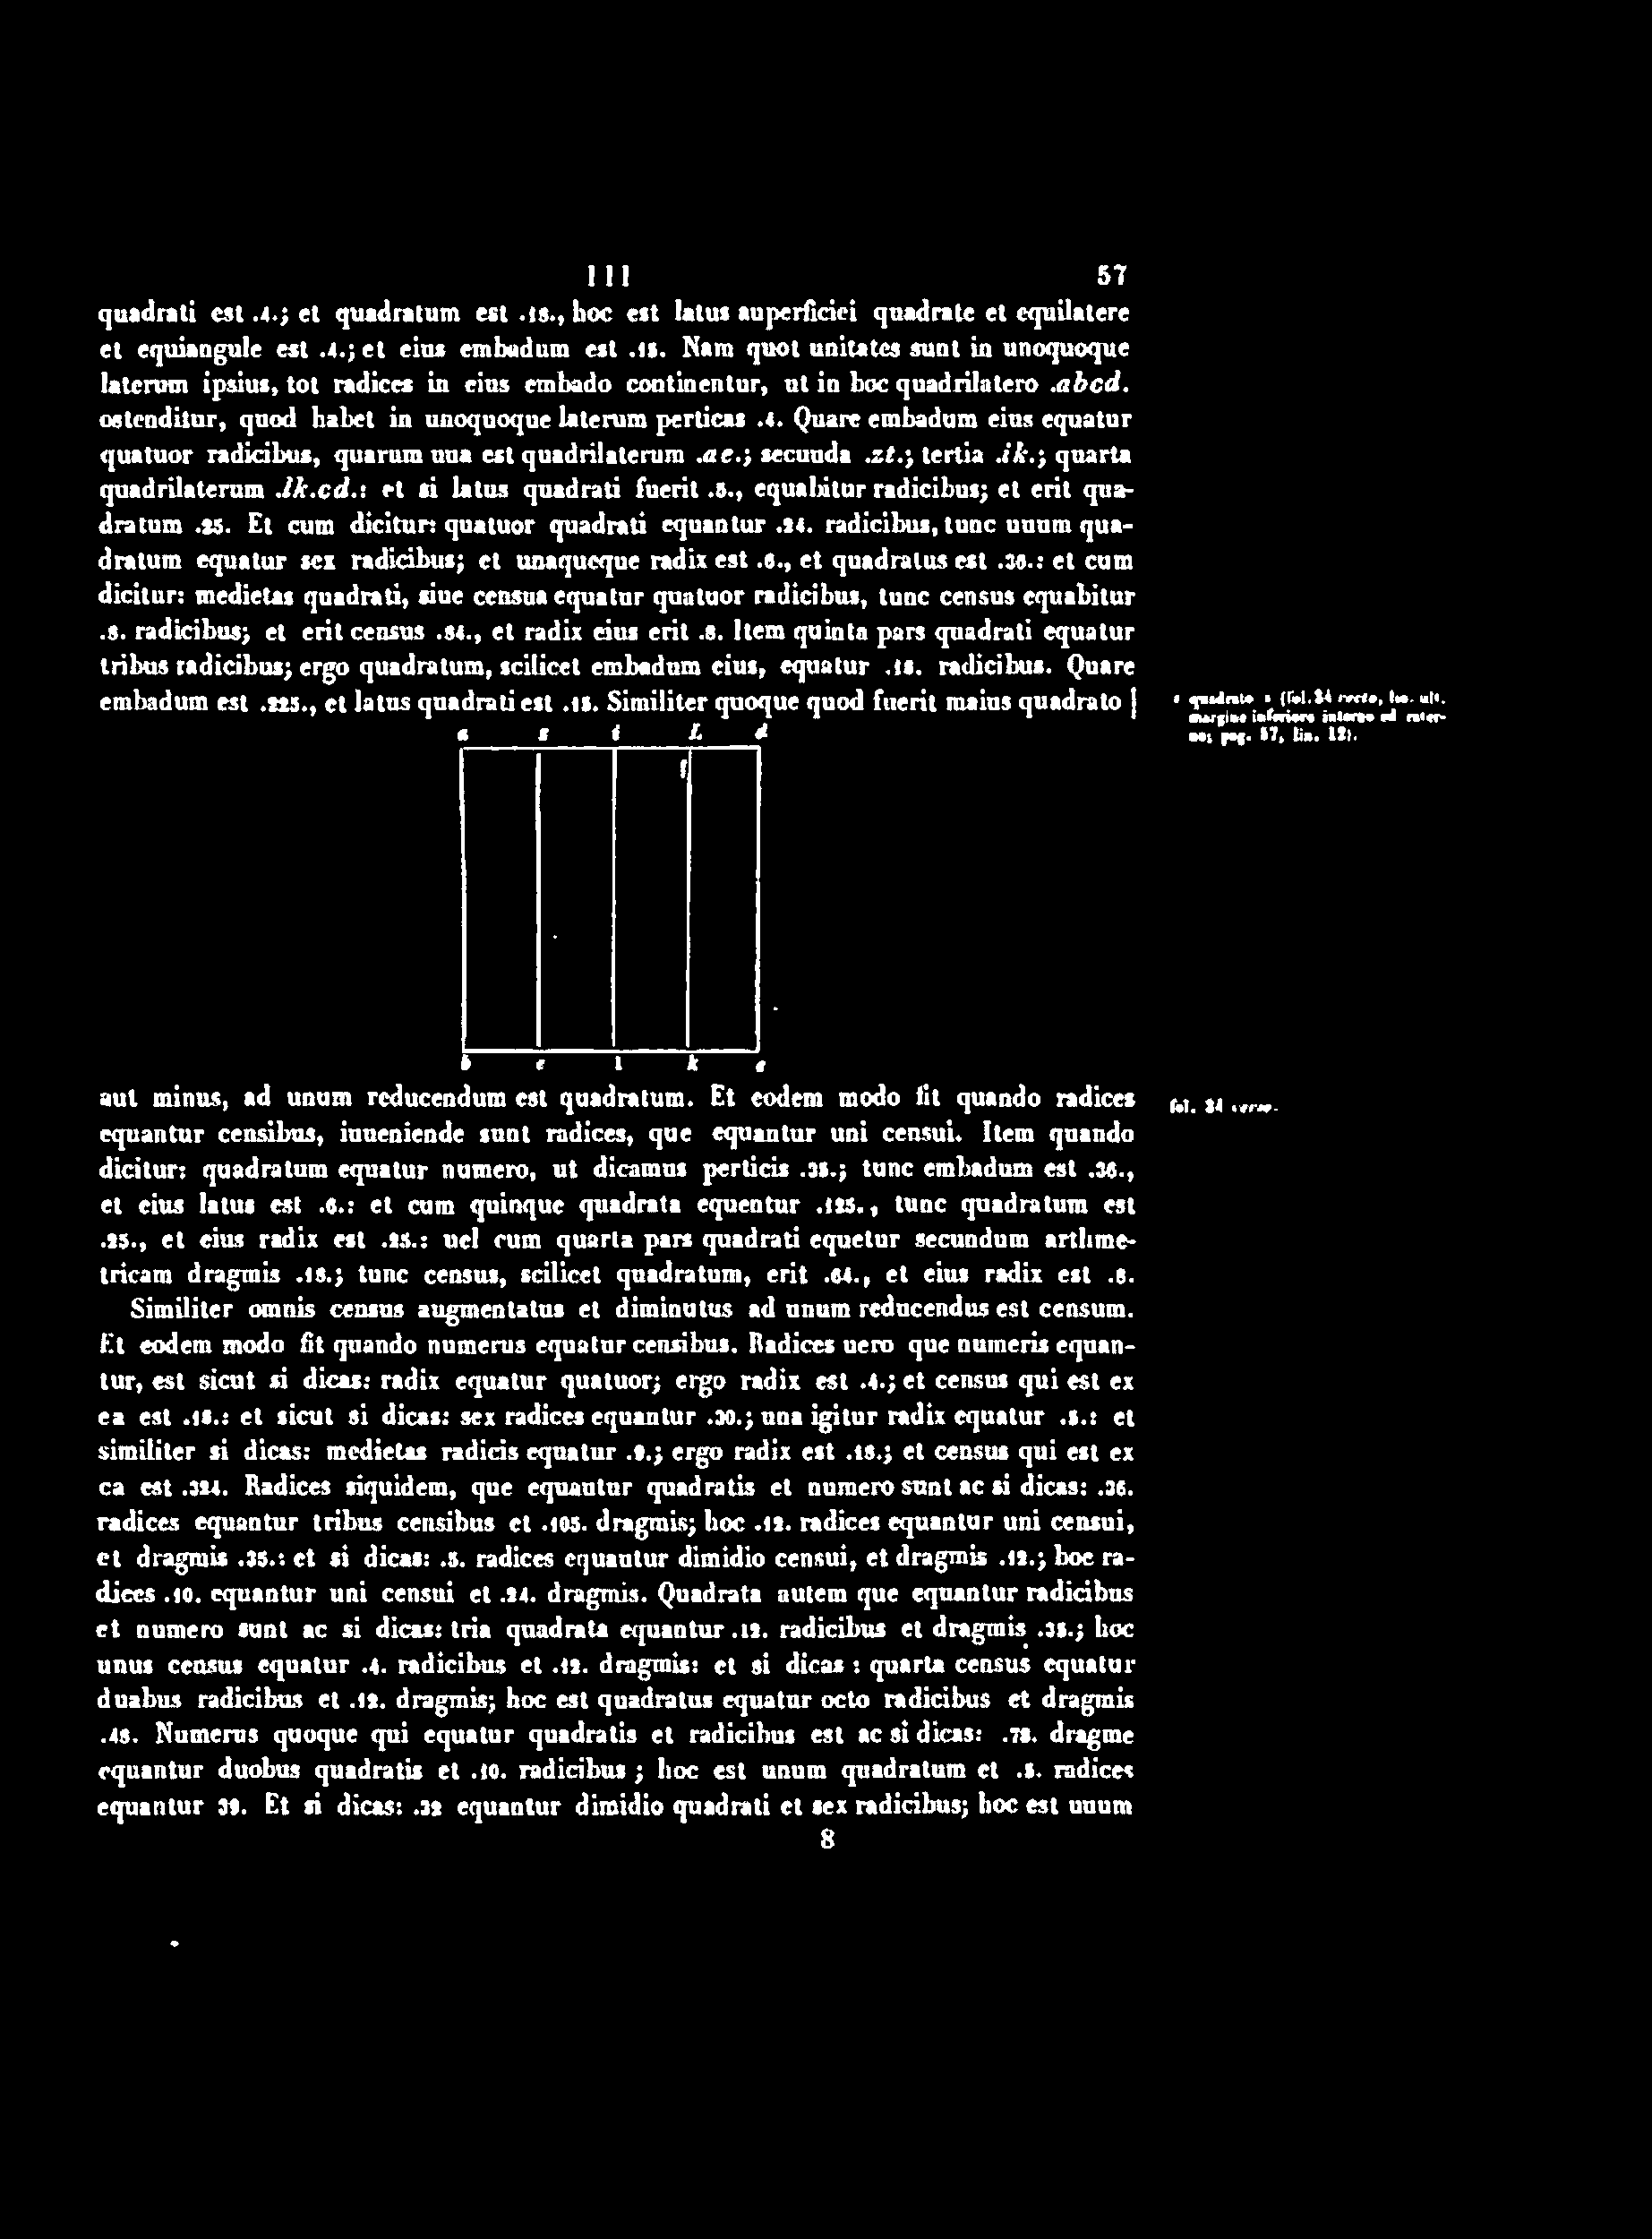 III 57
quadrati est .4.; et quadratum est .16., hoc est latus superficiei quadrate et equilatere
et equiangule est .4.; et eius embadum est .16. Nam quot unitates sunt in unoquoque
laterum ipsius, tot radices in eius embado continentur, ut in hoc quadrilatero .abcd.
ostenditur, quod habet in unoquoque laterum perticas .4. Quare embadum eius equatur
quatuor radicibus, quarum una est quadrilaterum .ae.; secunda .zt.; tertia .ik.; quarta
quadrilaterum .lk.cd.: et si latus quadrati fuerit .5., equabitur radicibus; et erit qua-
dratum .25. Et cum dicitur: quatuor quadrati equantur .24. radicibus, tunc unum qua-
dratum equatur sex radicibus; et unaqueque radix est .6., et quadratus est .36.: et cum
dicitur: medietas quadrati, siue census equatur quatuor radicibus, tunc census equabitur
.8. radicibus; et erit census .64., et radix eius erit .8. Item quinta pars quadrati equatur
tribus radicibus; ergo quadratum, scilicet embadum eius, equatur .15. radicibus. Quare
embadum est .225., et latus quadrati est .15. Similiter quoque quod fuerit maius quadrato |
« quadrato » (fol. 24 recto, lin. ult.
margine inferiore interno ed ester-
no; pag. 57, lin. 12).
a z i L d
b e t k c
aut minus, ad unum reducendum est quadratum. Et eodem modo fit quando radices
fol. 24 verso.
equantur censibus, inueniende sunt radices, que equantur uni censui. Item quando
dicitur: quadratum equatur numero, ut dicamus perticis .36.; tunc embadum est .36.,
et eius latus est .6.: et cum quinque quadrata equentur .125., tunc quadratum est
.25., et eius radix est .25.: uel cum quarta pars quadrati equetur secundum arthme-
tricam dragmis .16.; tunc census, scilicet quadratum, erit .64., et eius radix est .8.
Similiter omnis census augmentatus et diminutus ad unum reducendus est censum.
Et eodem modo fit quando numerus equatur censibus. Radices uero que numeris equan-
tur, est sicut si dicas: radix equatur quatuor; ergo radix est .4.; et census qui est ex
ea est .16.: et sicut si dicas: sex radices equantur .30.; una igitur radix equatur .5.: et
similiter si dicas: medietas radicis equatur .9.; ergo radix est .18.; et census qui est ex
ea est .324. Radices siquidem, que equantur quadratis et numero sunt ac si dicas: .36.
radices equantur tribus censibus et .105. dragmis; hoc .12. radices equantur uni censui,
et dragmis .35.: et si dicas: .5. radices equantur dimidio censui, et dragmis .12.; hoc ra-
dices .10. equantur uni censui et .24. dragmis. Quadrata autem que equantur radicibus
et numero sunt ac si dicas: tria quadrata equantur .12. radicibus et dragmis .36.; hoc
unus census equatur .4. radicibus et .12. dragmis: et si dicas : quarta census equatur
duabus radicibus et .12. dragmis; hoc est quadratus equatur octo radicibus et dragmis
.48. Numerus quoque qui equatur quadratis et radicibus est ac si dicas: .78. dragme
equantur duobus quadratis et .10. radicibus ; hoc est unum quadratum et .5. radices
equantur 39. Et si dicas: .32 equantur dimidio quadrati et sex radicibus; hoc est unum
8